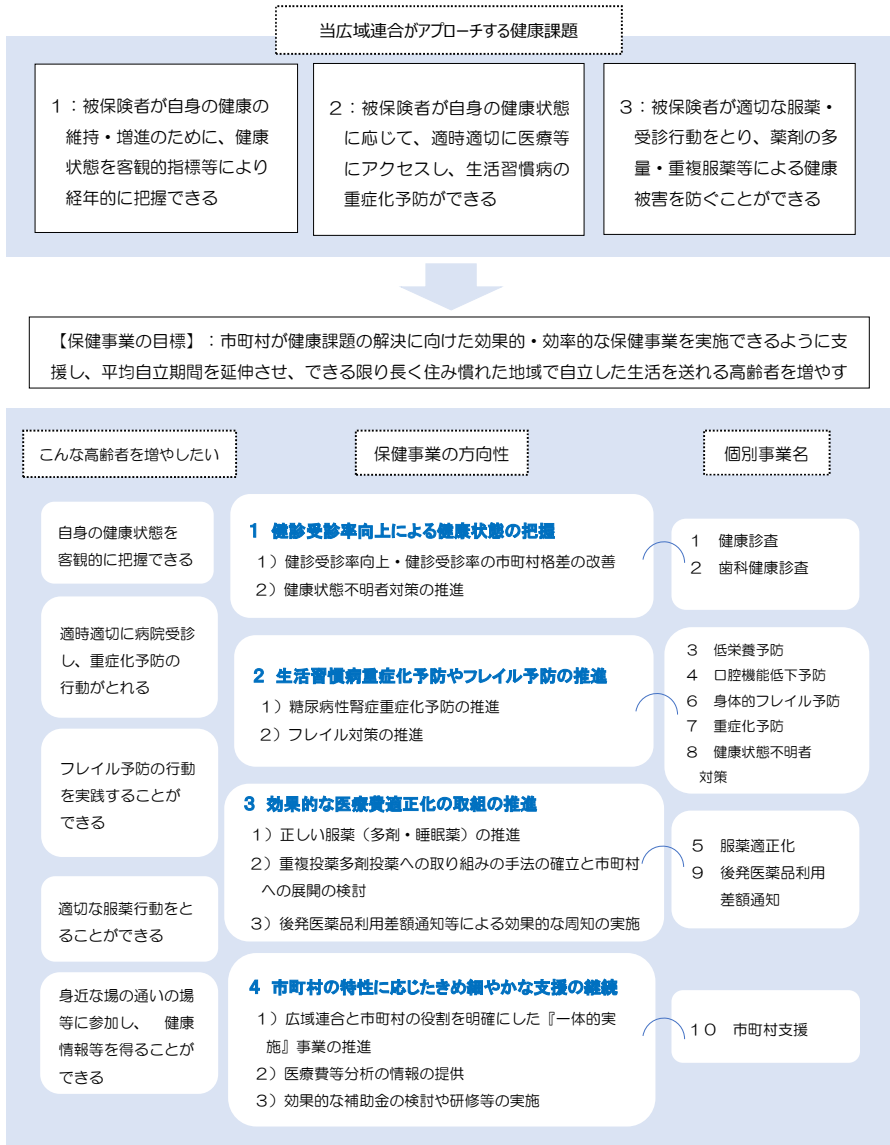 当広域連合がアプローチする健康課題
1：被保険者が自身の健康の
維持・増進のために、健康
状態を客観的指標等により
経年的に把握できる
2：被保険者が自身の健康状態
に応じて、適時適切に医療等
にアクセスし、生活習慣病の
重症化予防ができる
3：被保険者が適切な服薬・
受診行動をとり、薬剤の多
量・重複服薬等による健康
被害を防ぐことができる
【保健事業の目標】：市町村が健康課題の解決に向けた効果的・効率的な保健事業を実施できるように支
援し、平均自立期間を延伸させ、できる限り長く住み慣れた地域で自立した生活を送れる高齢者を増やす
こんな高齢者を増やしたい
自身の健康状態を
客観的に把握できる
適時適切に病院受診
し、重症化予防の
行動がとれる
フレイル予防の行動
を実践することが
できる
適切な服薬行動をと
ることができる
身近な場の通いの場
等に参加し、　健康
情報等を得ることが
できる
保健事業の方向性
1　健診受診率向上による健康状態の把握
1）健診受診率向上・健診受診率の市町村格差の改善
2）健康状態不明者対策の推進
2　生活習慣病重症化予防やフレイル予防の推進
1）糖尿病性腎症重症化予防の推進
2）フレイル対策の推進
3　効果的な医療費適正化の取組の推進
1）正しい服薬（多剤・睡眠薬）の推進
2）重複投薬多剤投薬への取り組みの手法の確立と市町村
への展開の検討
3）後発医薬品利用差額通知等による効果的な周知の実施
4　市町村の特性に応じたきめ細やかな支援の継続
1）広域連合と市町村の役割を明確にした『一体的実
施』事業の推進
2）医療費等分析の情報の提供
3）効果的な補助金の検討や研修等の実施
個別事業名
1　健康診査
2　歯科健康診査
3　低栄養予防
4　口腔機能低下予防
6　身体的フレイル予防
7　重症化予防
8　健康状態不明者
対策
5　服薬適正化
9　後発医薬品利用
差額通知
10　市町村支援